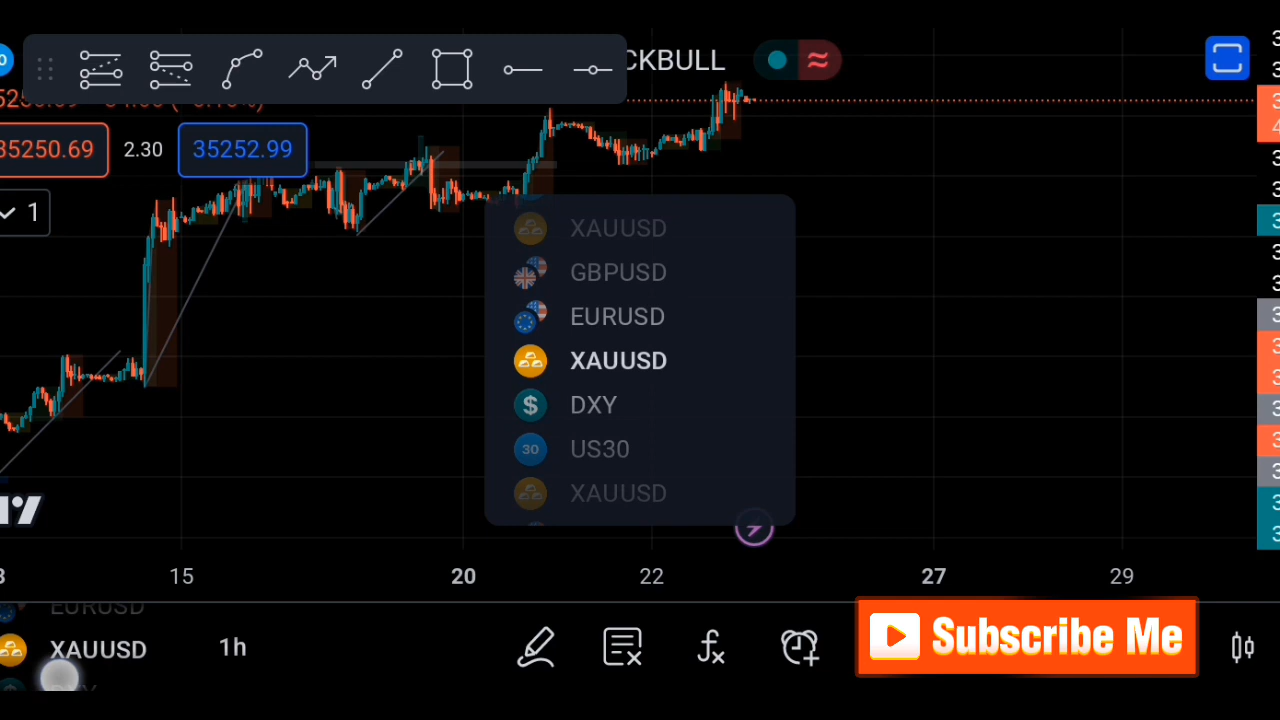 CKBULL
35250.69
2.30
35252.99
1
XAUUSD
GBPUSD
EURUSD
XAUUSD
DXY
30 US30
XAUUSD
15
20
22
27
29
EURUSD
XAUUSD
1h
Subscribe Me